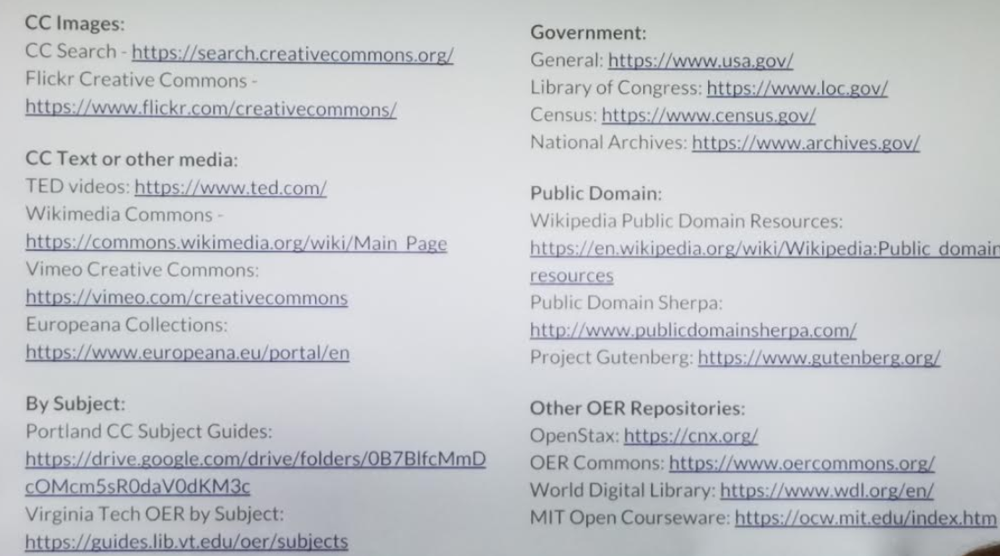 CC Images:
CC Search - https://search.creativecommons.org/
Flickr Creative Commons -
https://www.flickr.com/creativecommons/
CC Text or other media:
TED videos: https://www.ted.com/
Wikimedia Commons -
https://commons.wikimedia.org/wiki/Main_Page
Vimeo Creative Commons:
https://vimeo.com/creativecommons
Europeana Collections:
https://www.europeana.eu/portal/en
By Subject:
Portland CC Subject Guides:
https://drive.google.com/drive/folders/0B7BlfcMmD
cOMcm5sR0daV0dKM3c
Virginia Tech OER by Subject:
https://guides.lib.vt.edu/oer/subjects
Government:
General: https://www.usa.gov/
Library of Congress: https://www.loc.gov/
Census: https://www.census.gov/
National Archives: https://www.archives.gov/
Public Domain:
Wikipedia Public Domain Resources:
https://en.wikipedia.org/wiki/Wikipedia:Public_domain
resources
Public Domain Sherpa:
http://www.publicdomainsherpa.com/
Project Gutenberg: https://www.gutenberg.org/
Other OER Repositories:
OpenStax: https://cnx.org/
OER Commons: https://www.oercommons.org/
World Digital Library: https://www.wdl.org/en/
MIT Open Courseware: https://ocw.mit.edu/index.htm